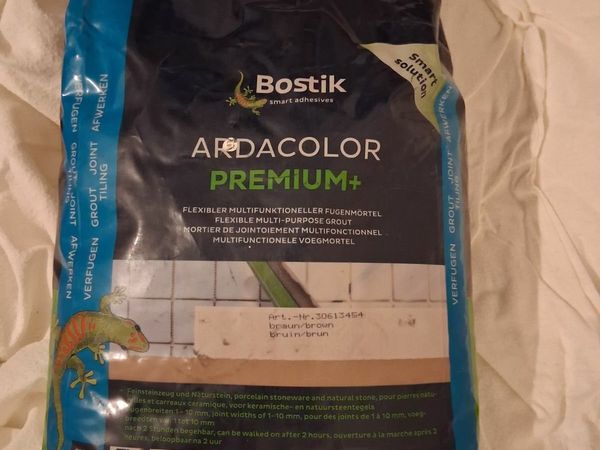 Bostik
smart adhesives
Smart
solution
ARDACOLOR
PREMIUM+
FLEXIBLER MULTIFUNKTIONELLER FUGENMÖRTEL
FLEXIBLE MULTI-PURPOSE GROUT
MORTIER DE JOINTOIEMENT MULTIFONCTIONNEL
MULTIFUNCTIONELE VOEGMORTEL
VERFUGEN GROUT JOINT AFWERKEN
TILING
VERFUGEN GROUT JOINT AFWERKEN
VERFUGEN GROUT JOINT AFWERKEN
TILING
Art.-Nr.30613454
braun/brown
bruin/brun
Feinsteinzeug und Naturstein, porcelain stoneware and natural stone, pour pierres natu-
relles et carreaux ceramique, voor keramische- en natuursteentegels
Fugenbreiten 1 - 10 mm, joint widths of 1-10 mm, pour des joints de 1 à 10 mm, voeg-
breedten 1 tot 10 mm
nach 2 Stunden begehbar, can be walked on after 2 hours, ouverture à la marche après 2
heures, beloopbaar na 2 uur